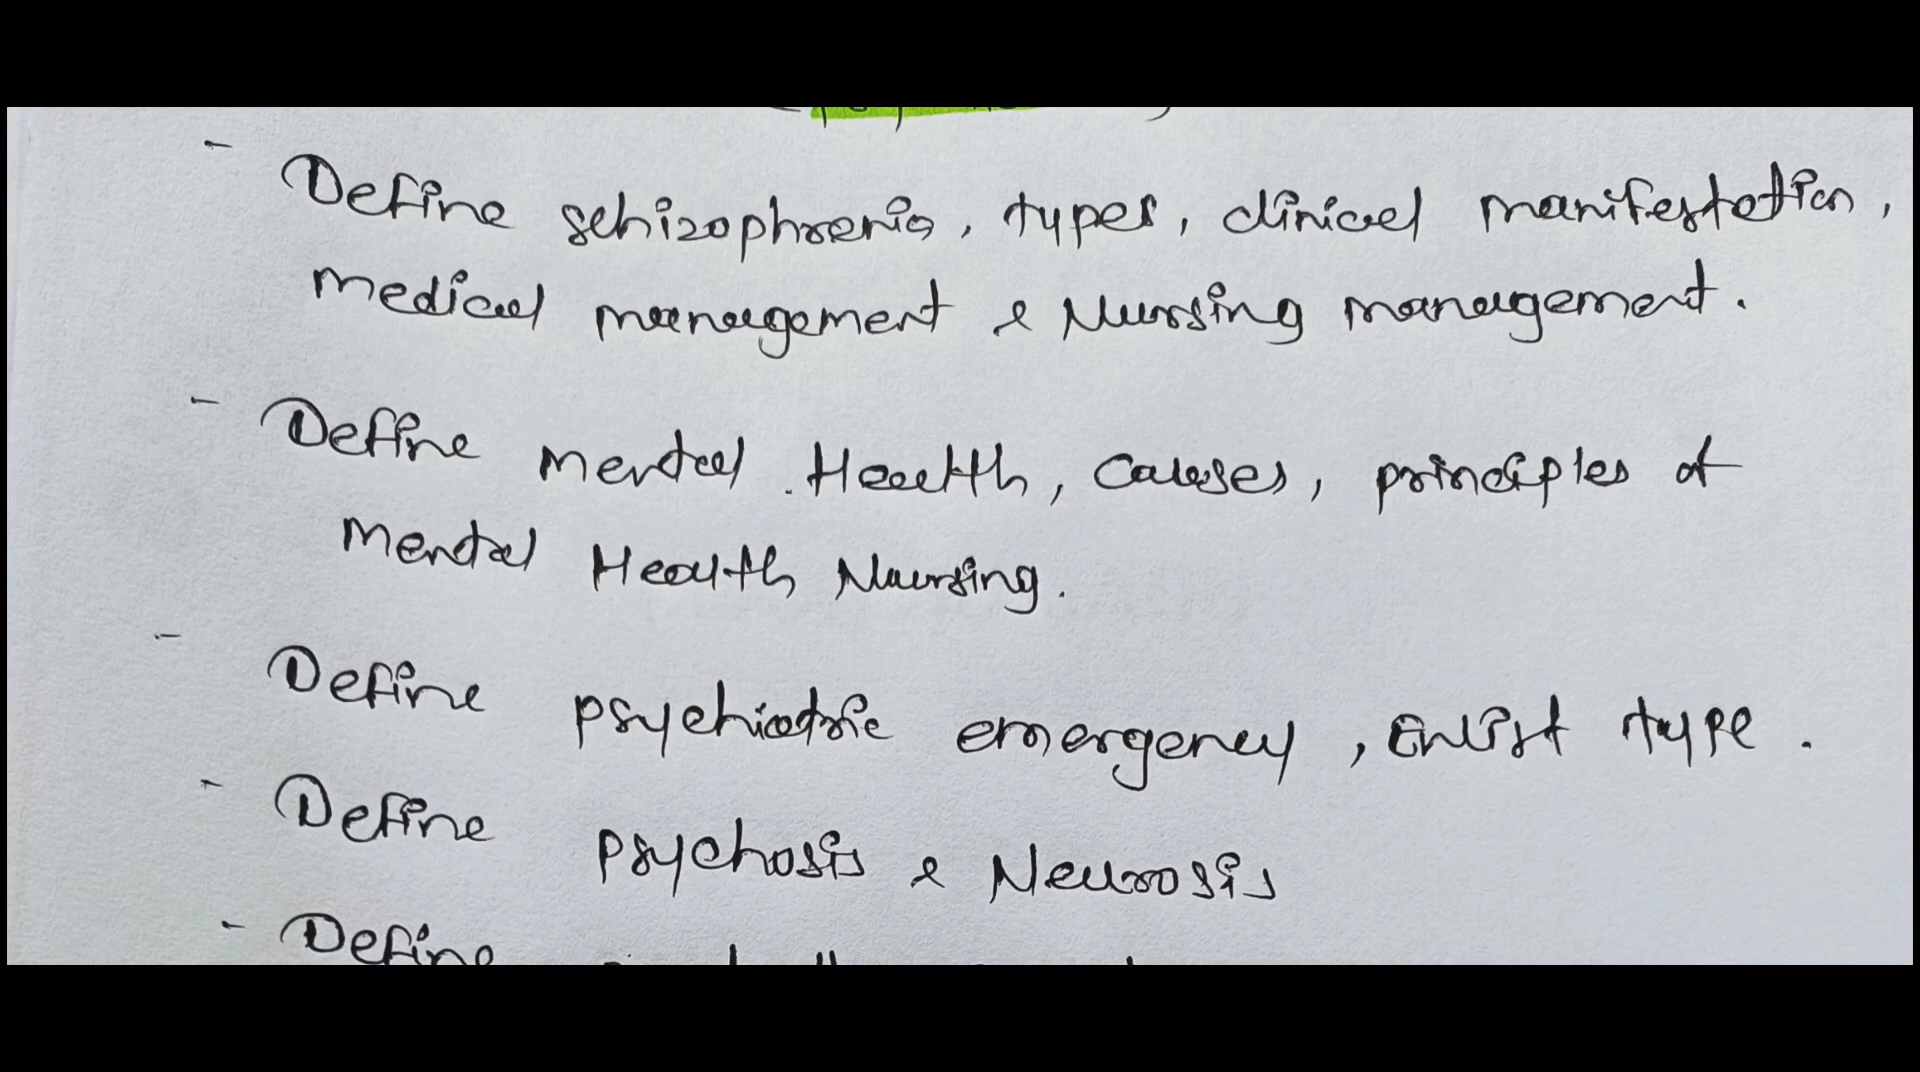 - Define schizophrenia, types, clinical manifestation,
medical management & Nursing management.
- Define mental Health, causes, principles of
mental Health Nursing.
- Define psychiatric emergency, Enlist type.
- Define psychosis & Neurosis
- Define